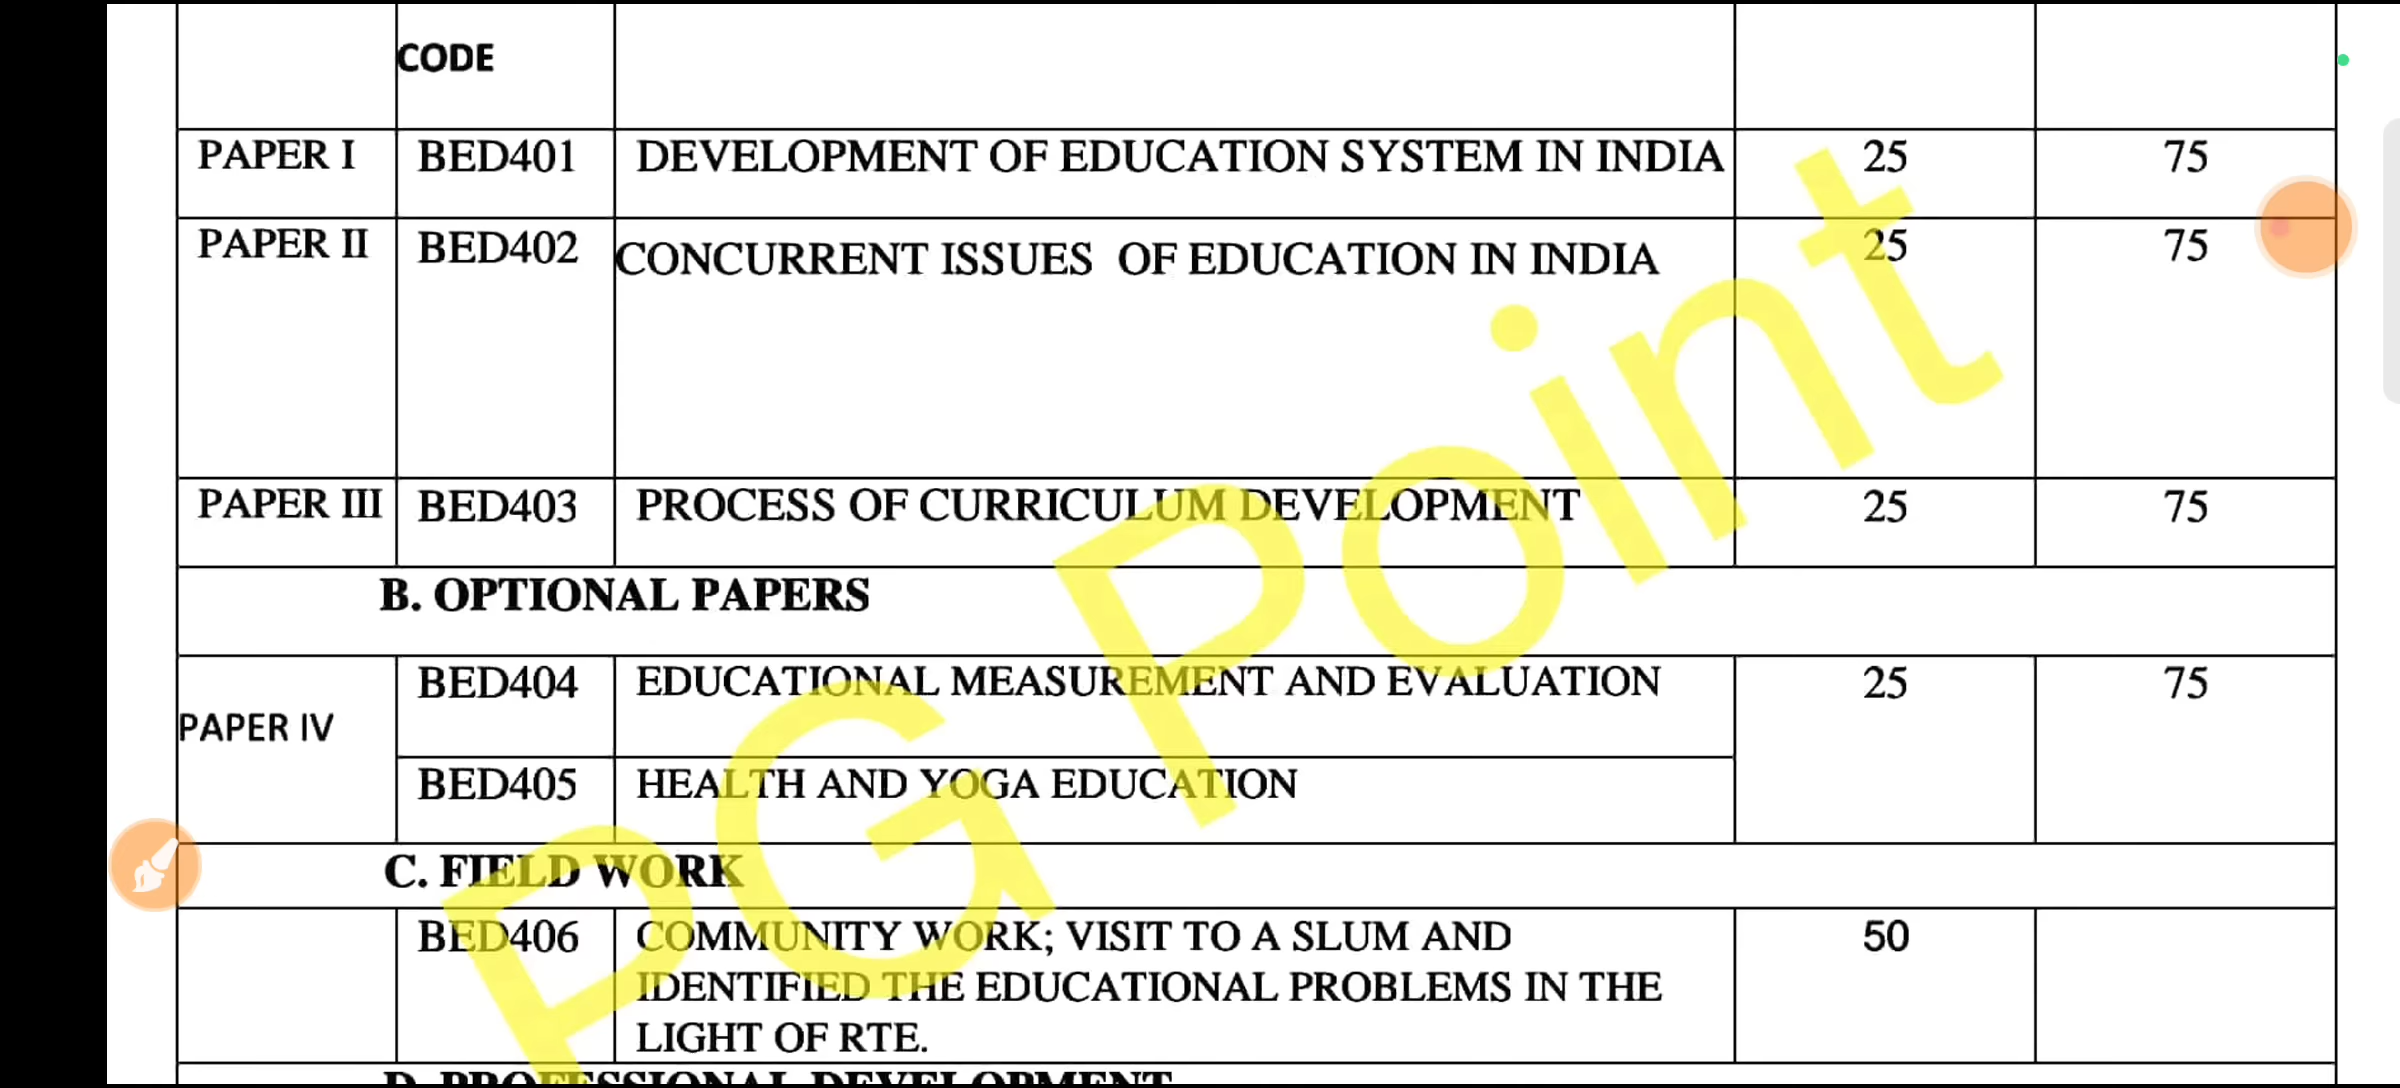 CODE
PAPER I BED401 DEVELOPMENT OF EDUCATION SYSTEM IN INDIA 25 75
PAPER II BED402 CONCURRENT ISSUES OF EDUCATION IN INDIA 25 75
PAPER III BED403 PROCESS OF CURRICULUM DEVELOPMENT 25 75
B. OPTIONAL PAPERS
PAPER IV
BED404 EDUCATIONAL MEASUREMENT AND EVALUATION 25 75
BED405 HEALTH AND YOGA EDUCATION
C. FIELD WORK
BED406 COMMUNITY WORK; VISIT TO A SLUM AND 50
IDENTIFIED THE EDUCATIONAL PROBLEMS IN THE
LIGHT OF RTE.
D. PROFESSIONAL DEVELOPMENT
PG Point